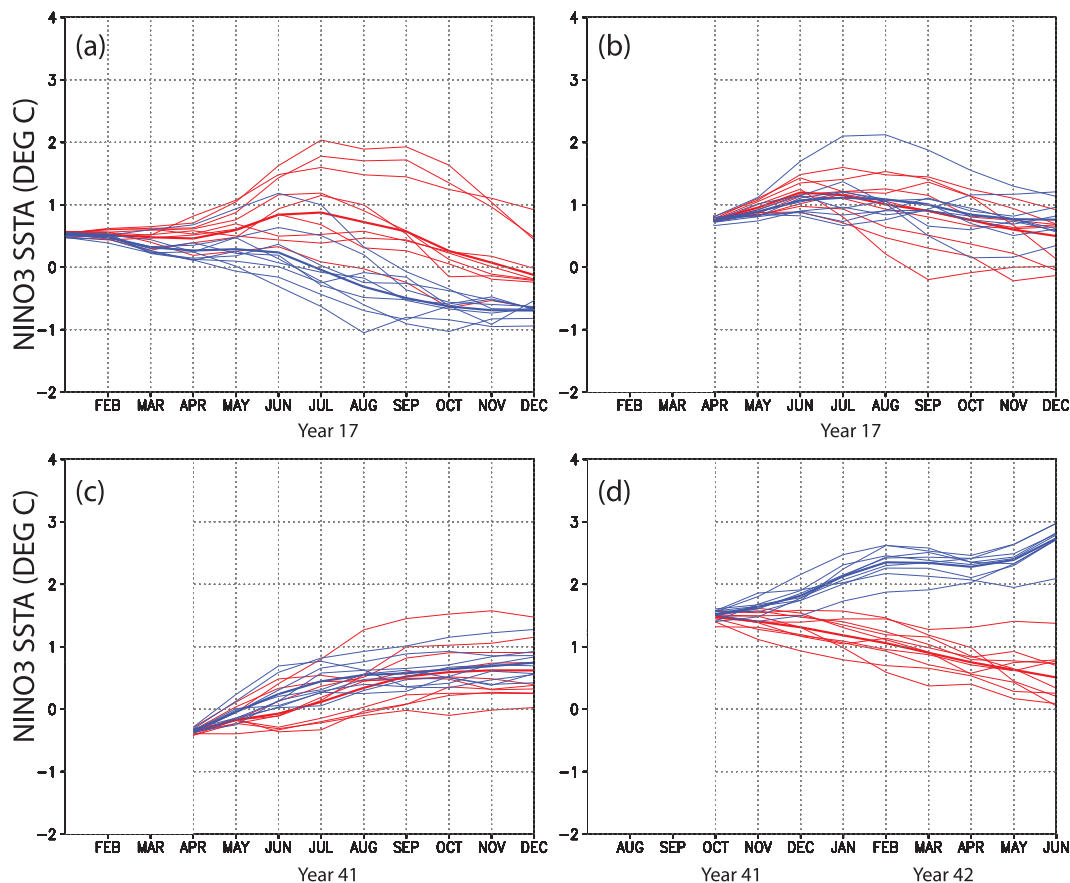 (a)
(b)
NINO3 SSTA (DEG C)
4
3
2
1
0
-1
-2
4
3
2
1
0
-1
-2
FEB MAR APR MAY JUN JUL AUG SEP OCT NOV DEC
FEB MAR APR MAY JUN JUL AUG SEP OCT NOV DEC
Year 17
Year 17
(c)
(d)
NINO3 SSTA (DEG C)
4
3
2
1
0
-1
-2
4
3
2
1
0
-1
-2
FEB MAR APR MAY JUN JUL AUG SEP OCT NOV DEC
AUG SEP OCT NOV DEC JAN FEB MAR APR MAY JUN
Year 41
Year 41
Year 42